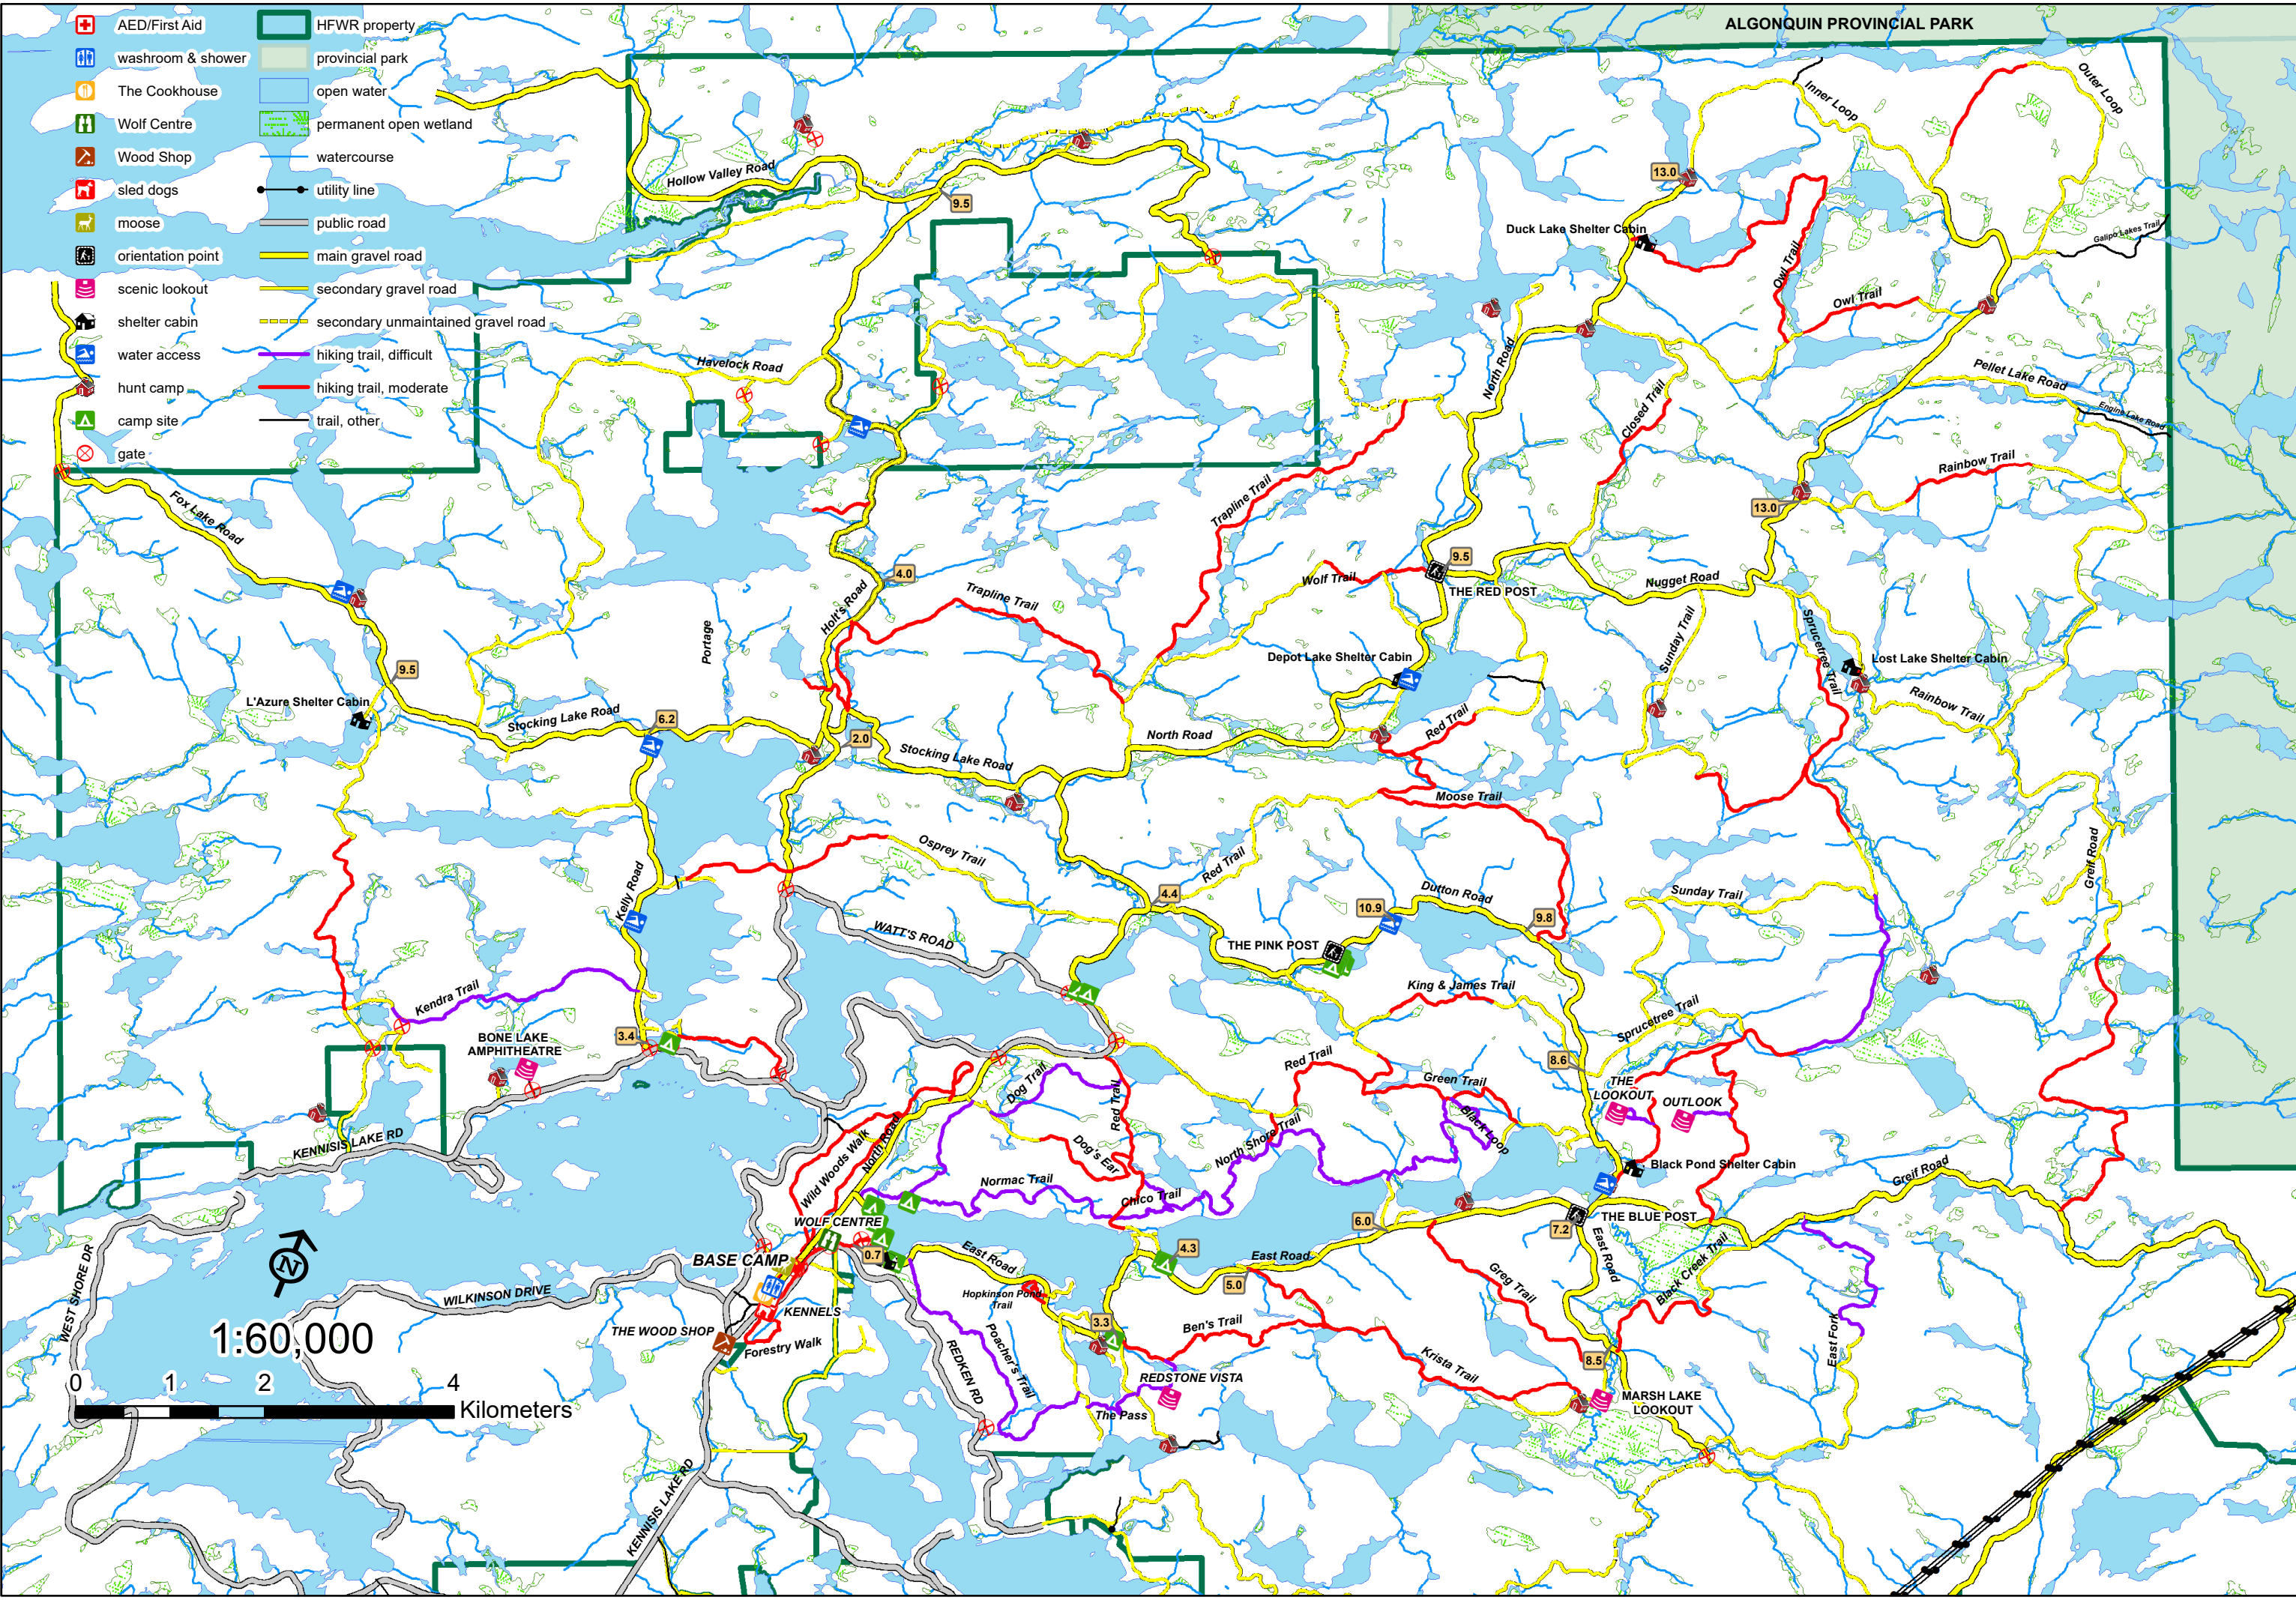 AED/First Aid
washroom & shower
The Cookhouse
Wolf Centre
Wood Shop
sled dogs
moose
orientation point
scenic lookout
shelter cabin
water access
hunt camp
camp site
gate
HFWR property
provincial park
open water
permanent open wetland
watercourse
utility line
public road
main gravel road
secondary gravel road
secondary unmaintained gravel road
hiking trail, difficult
hiking trail, moderate
trail, other
ALGONQUIN PROVINCIAL PARK
Outer Loop
Inner Loop
Hollow Valley Road
13.0
9.5
Duck Lake Shelter Cabin
Galipo Lakes Trail
Owl Trail
Owl Trail
North Road
Havelock Road
Pellet Lake Road
Engine Lake Road
Closed Trail
Rainbow Trail
Trapline Trail
13.0
Fox Lake Road
9.5
4.0
Wolf Trail
THE RED POST
Nugget Road
Trapline Trail
Holt's Road
Portage
Sprucetree Trail
Sunday Trail
Depot Lake Shelter Cabin
Lost Lake Shelter Cabin
9.5
L'Azure Shelter Cabin
Rainbow Trail
Stocking Lake Road
6.2
2.0
Stocking Lake Road
North Road
Red Trail
Moose Trail
Osprey Trail
Red Trail
Greif Road
Kelly Road
4.4
Dutton Road
Sunday Trail
10.9
9.8
WATT'S ROAD
THE PINK POST
King & James Trail
Kendra Trail
Sprucetree Trail
3.4
BONE LAKE
AMPHITHEATRE
8.6
Red Trail
Green Trail
Dog Trail
Red Trail
THE
LOOKOUT
OUTLOOK
Black Loop
North Shore Trail
KENNISIS LAKE RD
Wild Woods Walk
North Road
Dog's Ear
Black Pond Shelter Cabin
Normac Trail
Chico Trail
Greif Road
WOLF CENTRE
6.0
7.2
THE BLUE POST
BASE CAMP
0.7
East Road
4.3
East Road
East Road
Black Creek Trail
5.0
Greg Trail
WEST SHORE DR
WILKINSON DRIVE
KENNELS
Hopkinson Pond
Trail
3.3
Ben's Trail
THE WOOD SHOP
Forestry Walk
Poacher's Trail
REDKEN RD
East Fork
Krista Trail
8.5
REDSTONE VISTA
MARSH LAKE
LOOKOUT
The Pass
N
1:60,000
0 1 2 4
Kilometers
KENNISIS LAKE RD